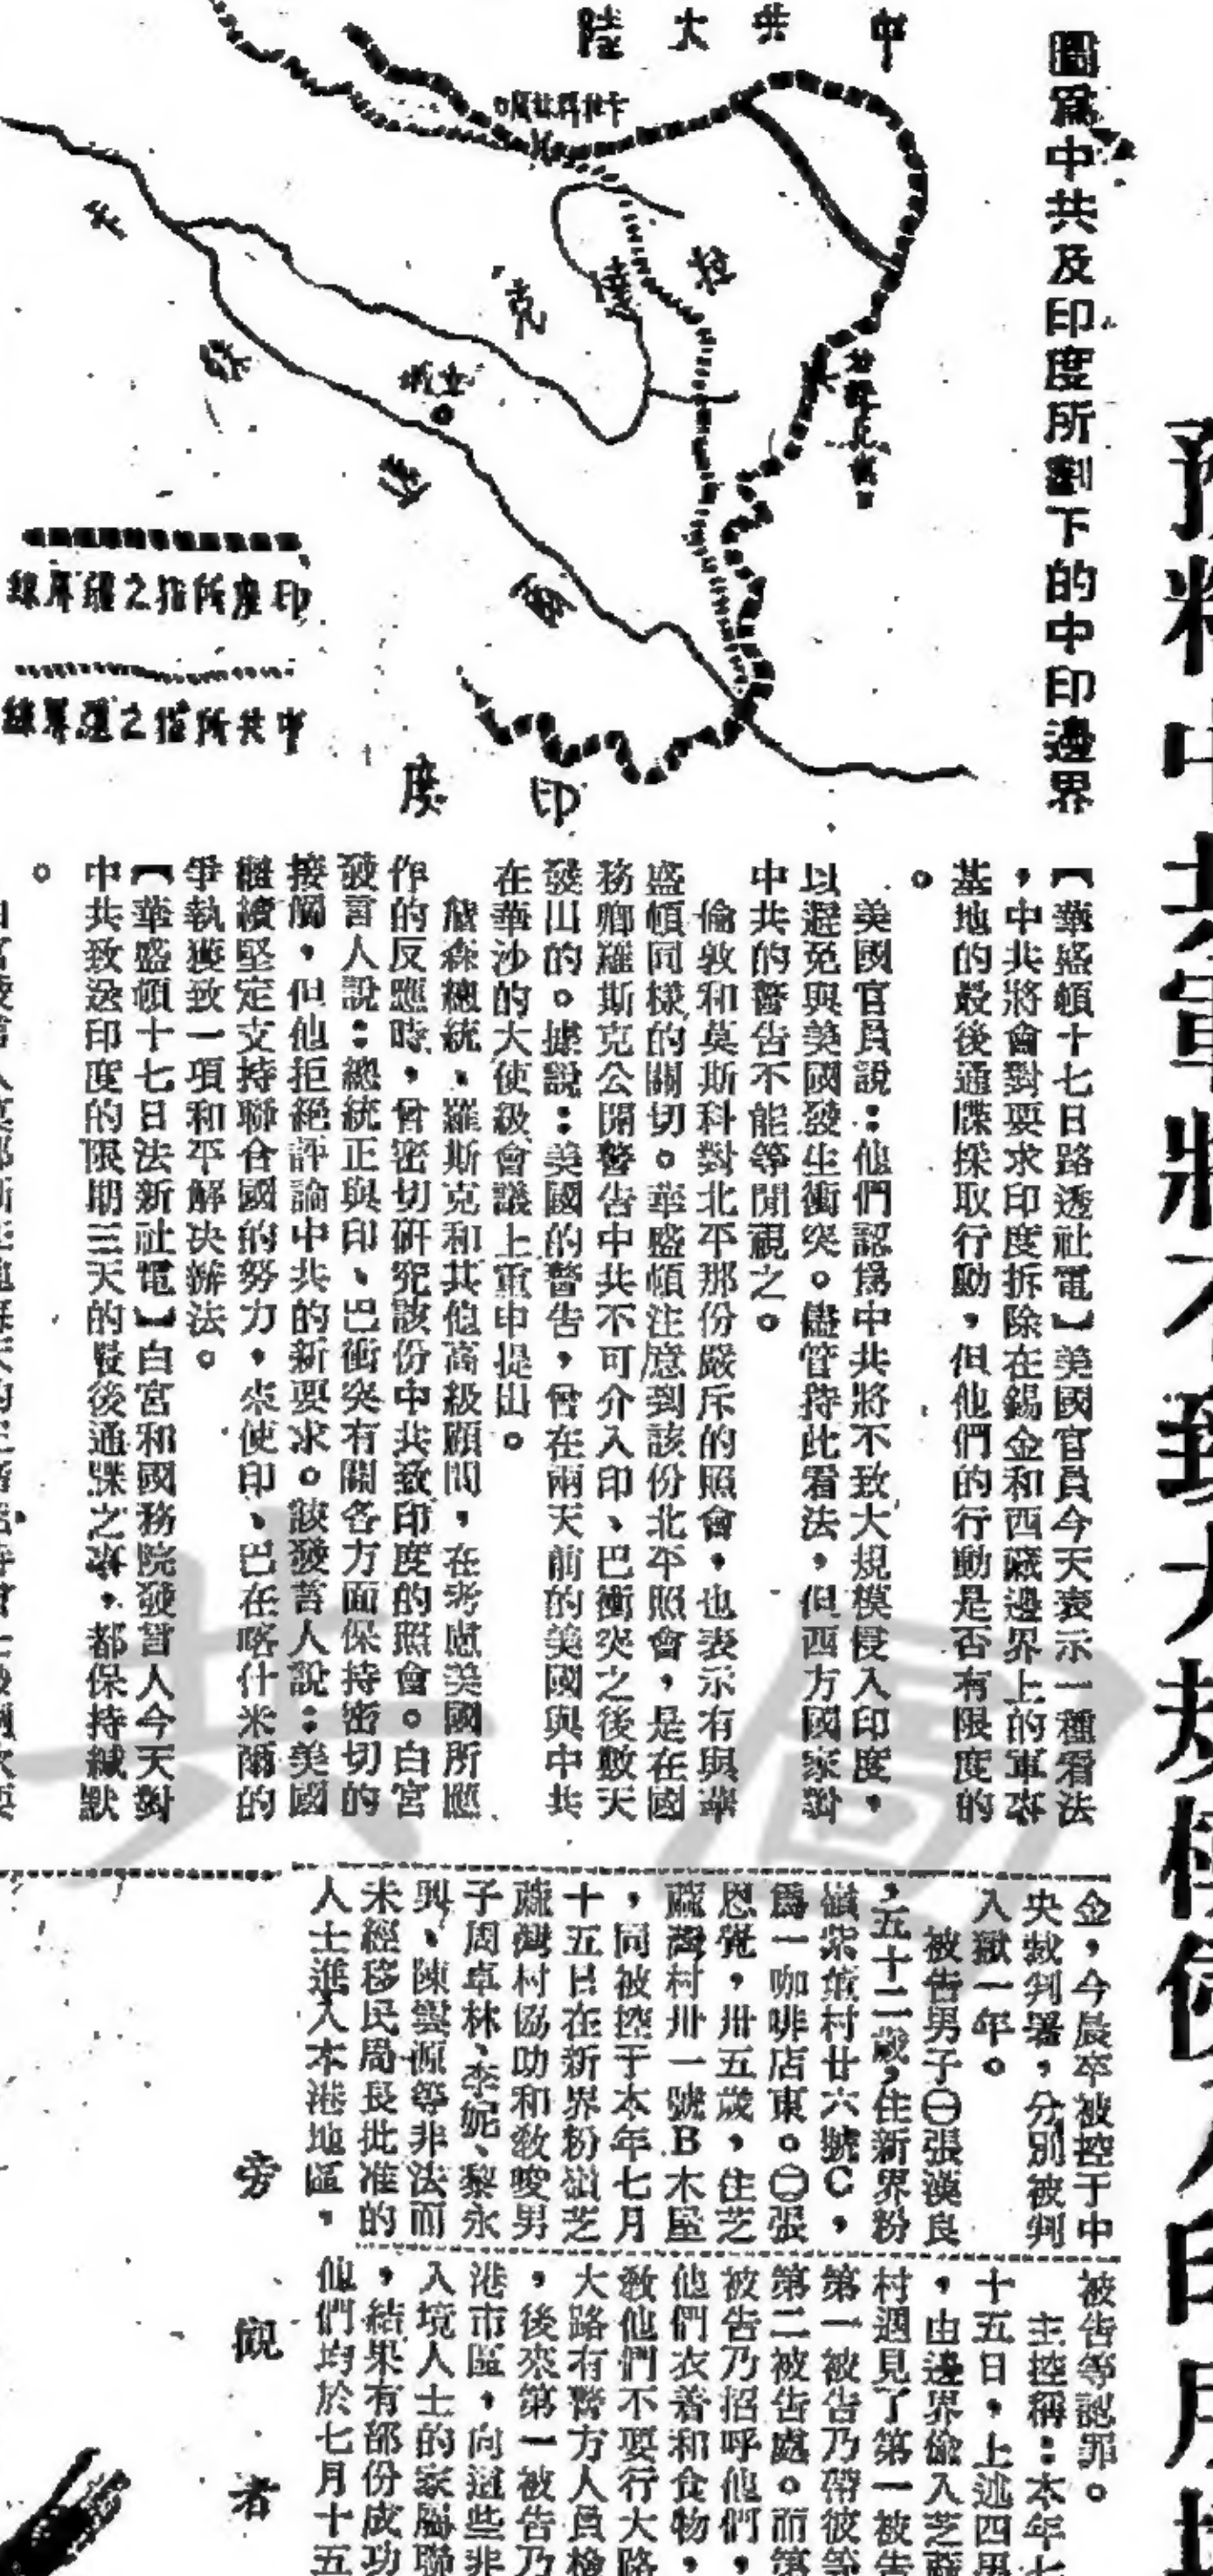 預料中共軍將不致大規模侵入印度
圖為中共及印度所劃下的中印邊界
中共大陸
拉達克
立城
喀什米爾
印度
印度所指之疆界線
中共所指之疆界線
【華盛頓十七日路透社電】美國官員今天表示一種看法
，中共將會對要求印度拆除在錫金和西藏邊界上的軍事
基地的最後通牒採取行動，但他們的行動是否有限度的
。
美國官員說：他們認為中共將不致大規模侵入印度，
以避免與美國發生衝突。儘管持此看法，但西方國家對
中共的警告不能等閒視之。
倫敦和莫斯科對北平那份嚴斥的照會，也表示有與華
盛頓同樣的關切。華盛頓注意到該份北平照會，是在國
務卿羅斯克公開警告中共不可介入印、巴衝突之後數天
發出的。據說：美國的警告，曾在兩天前的美國與中共
在華沙的大使級會議上重申提出。
詹森總統、羅斯克和其他高級顧問，在考慮美國所應
作的反應時，曾密切研究該份中共致印度的照會。白宮
發言人說：總統正與印、巴衝突有關各方面保持密切的
接觸，但他拒絕評論中共的新要求。該發言人說：美國
繼續堅定支持聯合國的努力，來使印、巴在喀什米爾的
爭執獲致一項和平解决辦法。
【華盛頓十七日法新社電】白宮和國務院發言人今天對
中共致送印度的限期三天的最後通牒之事，都保持緘默
。
金，今晨卒被控于中
央裁判署，分別被判
入獄一年。
被告男子㊀張漢良
，五十二歲，住新界粉
嶺崇謙村廿六號C，
為一咖啡店東。㊁張
恩覺，卅五歲，住芝
蔴灣村卅一號B木屋
，同被控于本年七月
十五日在新界粉嶺芝
蔴灣村協助和教唆男
子周卓林、李妮、黎永
興、陳雲源等非法而
未經移民局長批准的
人士進入本港地區，
被告等認罪。
主控稱：本年七
十五日，上述四男
，由邊界偷入芝蔴
村遇見了第一被告
第一被告乃帶彼等
第二被告處。而第
被告乃招呼他們，
他們衣著和食物，
教他們不要行大路
大路有警方人員檢
，後來第一被告乃
港市區，向這些非
入境人士的家屬聯
，結果有部份成功
他們均於七月十五
旁觀者